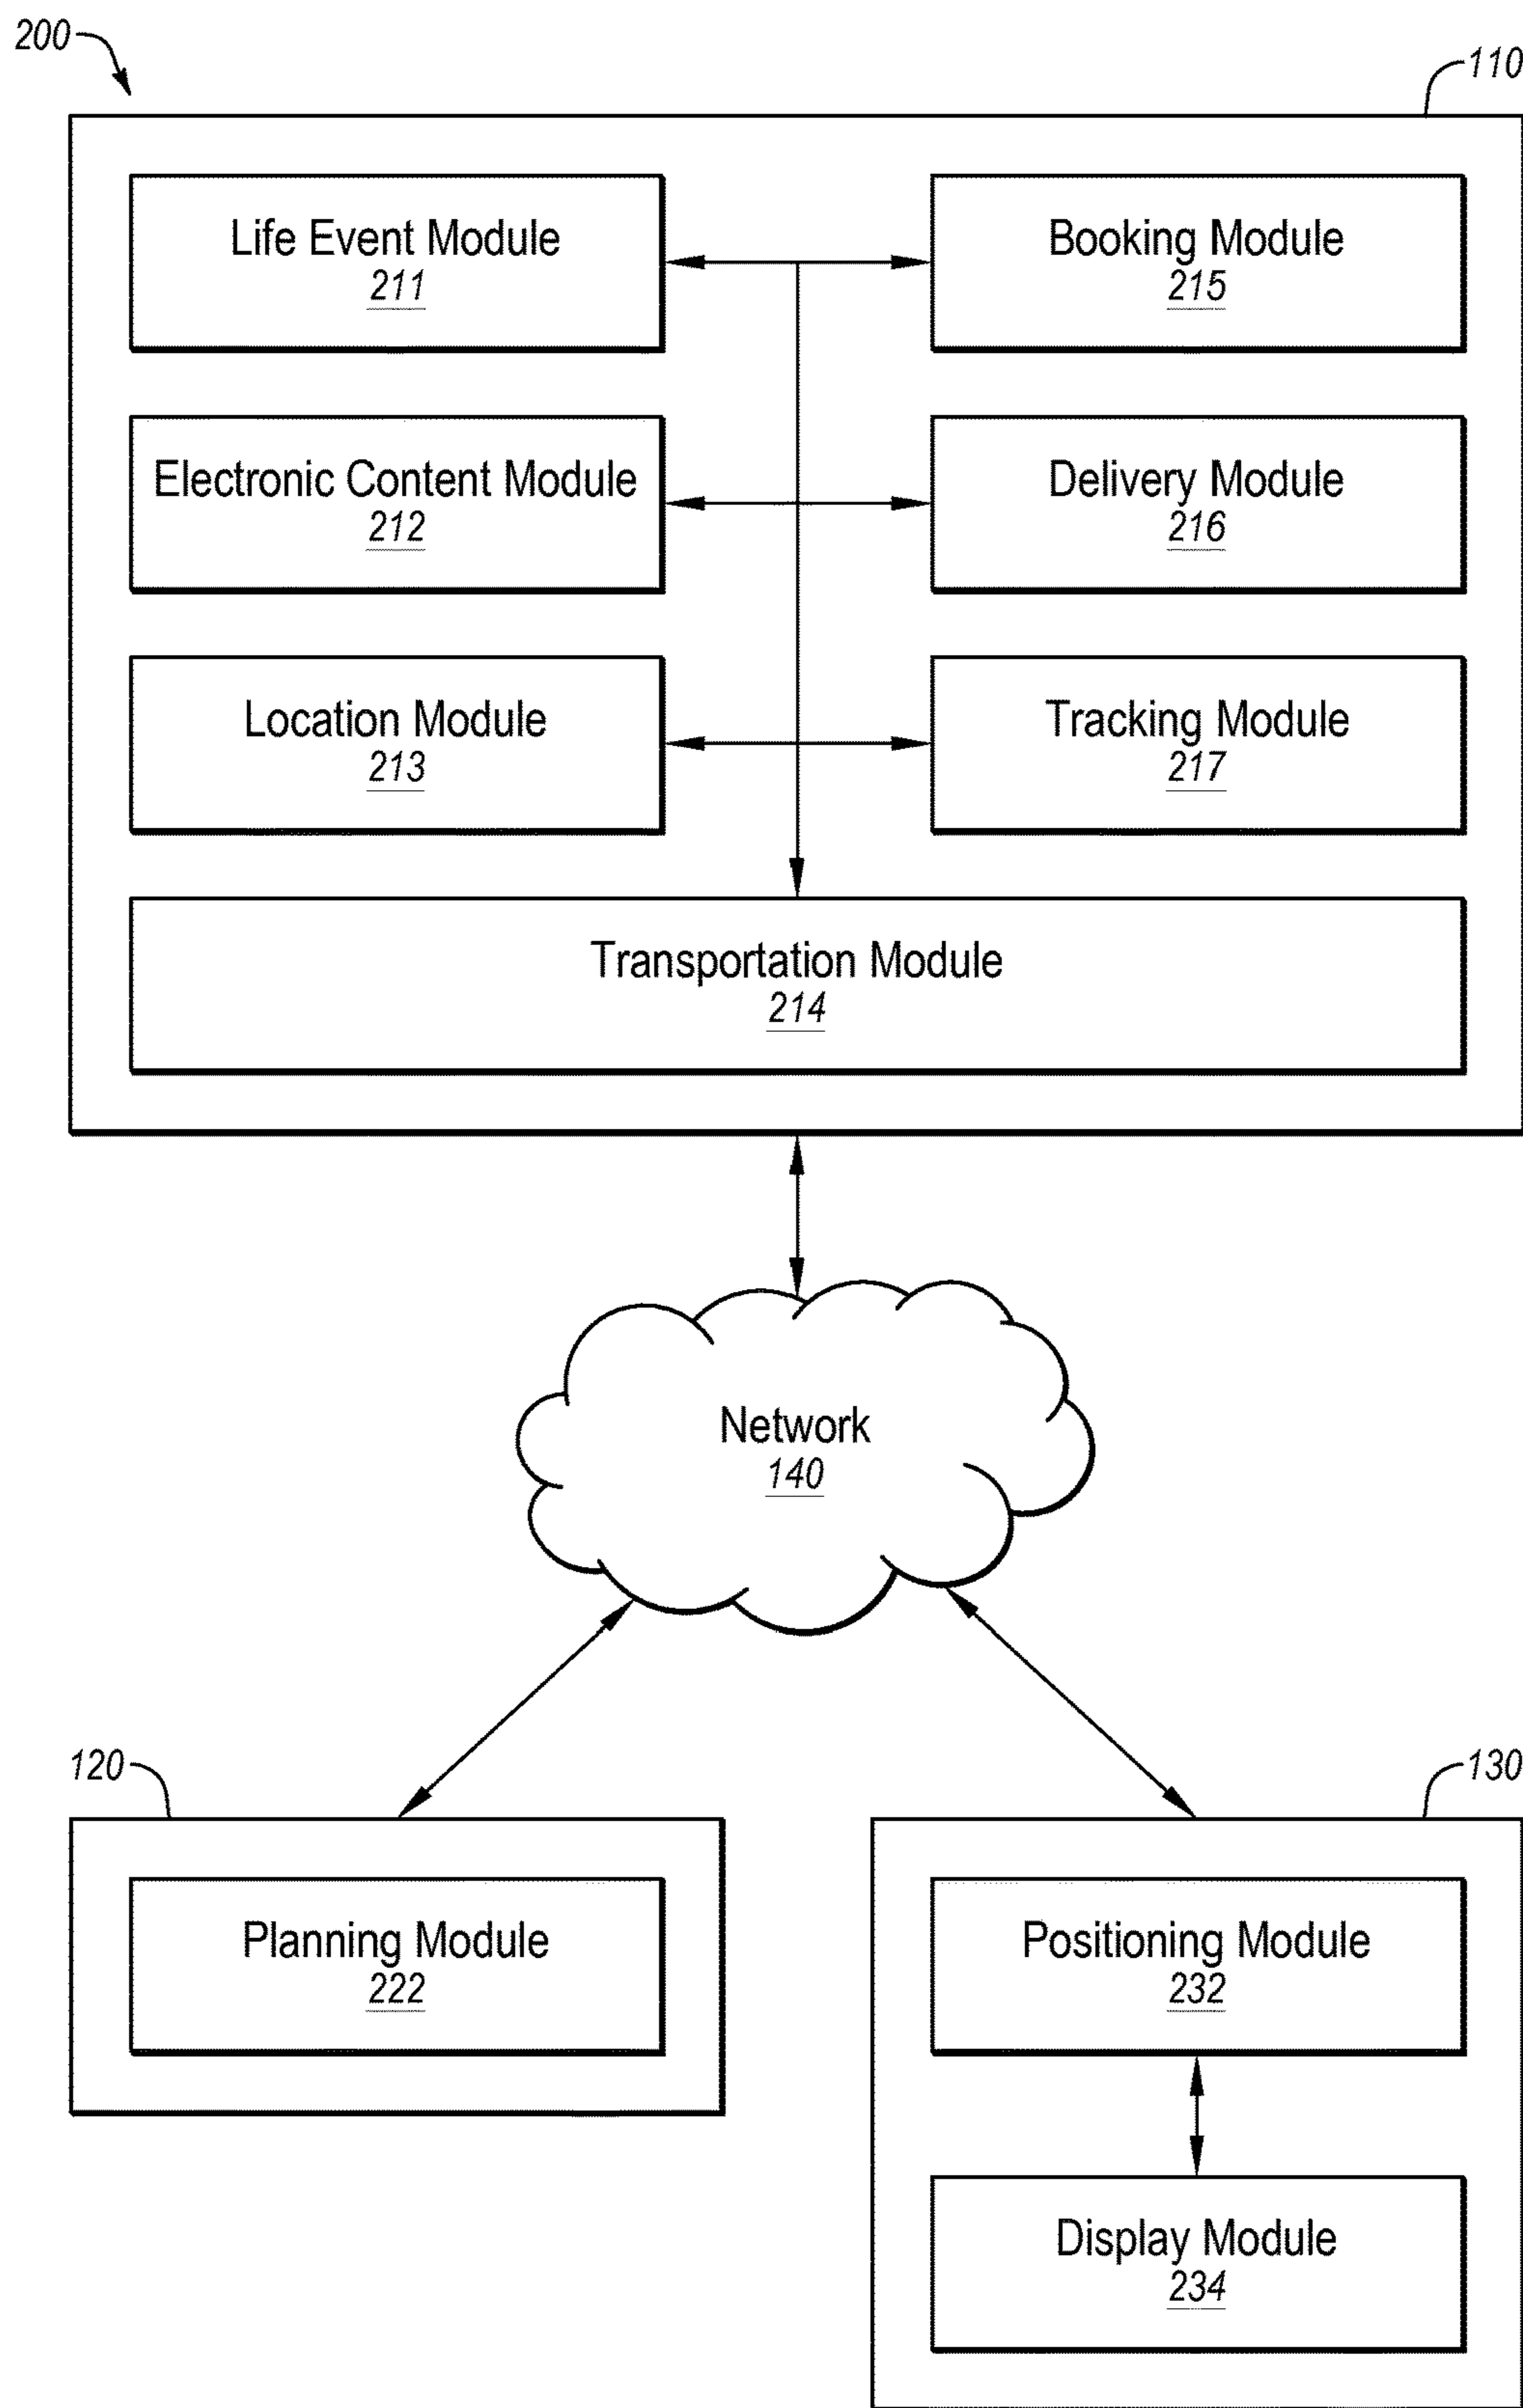 200
110
Life Event Module
211
Booking Module
215
Electronic Content Module
212
Delivery Module
216
Location Module
213
Tracking Module
217
Transportation Module
214
Network
140
120
130
Planning Module
222
Positioning Module
232
Display Module
234